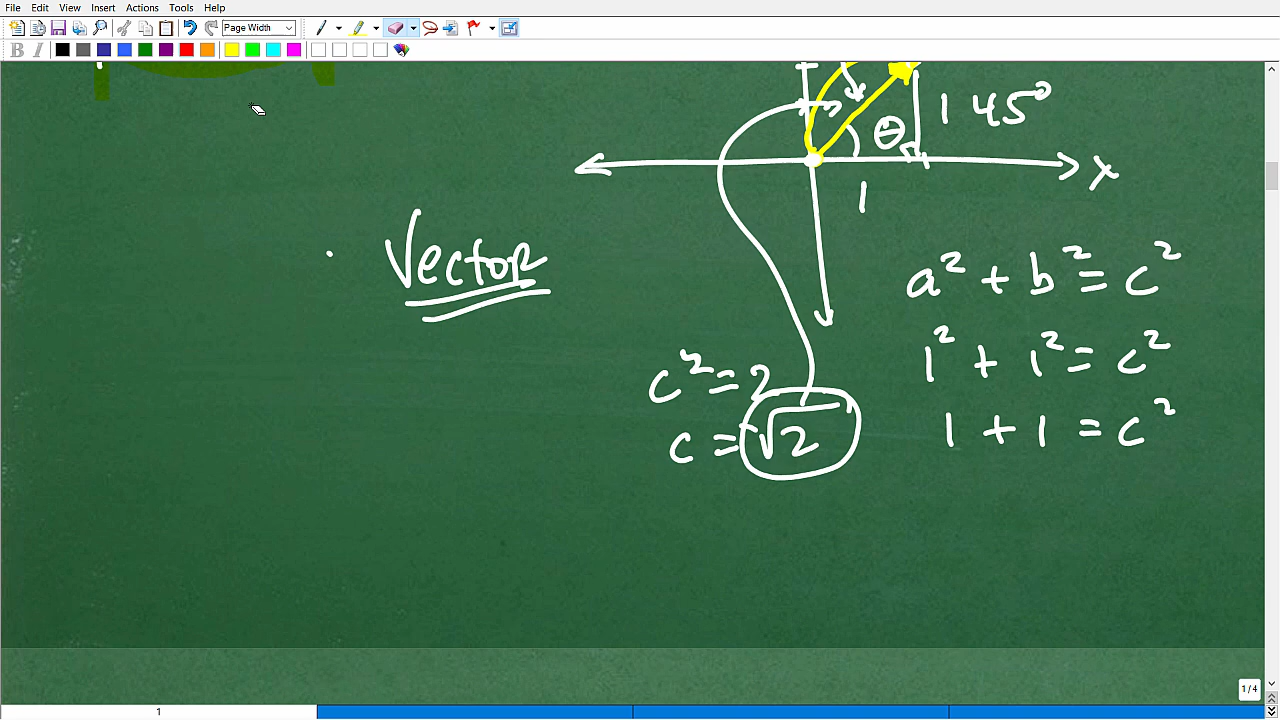 File Edit View Insert Actions Tools Help
Page Width
B I
1 45°
θ
x
1
Vector
a² + b² = c²
1² + 1² = c²
c² = 2
1 + 1 = c²
c = √2
1/4
1